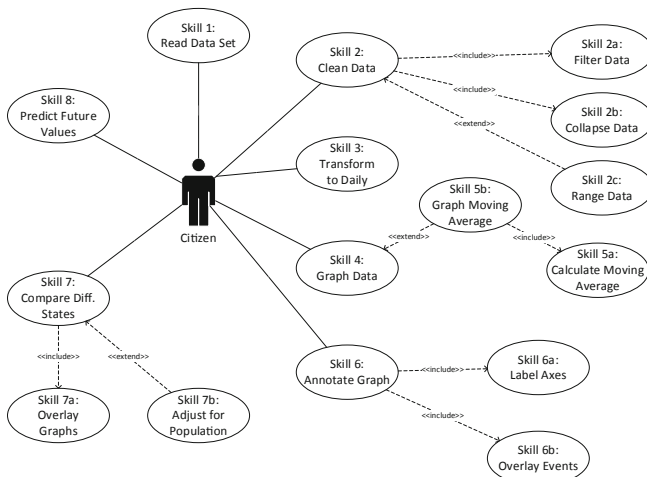 Skill 1:
Read Data Set
Skill 2:
Clean Data
<<include>>
Skill 2a:
Filter Data
<<include>>
Skill 2b:
Collapse Data
<<extend>>
Skill 2c:
Range Data
Skill 8:
Predict Future
Values
Skill 3:
Transform
to Daily
Citizen
Skill 5b:
Graph Moving
Average
<<extend>>
<<include>>
Skill 4:
Graph Data
Skill 5a:
Calculate Moving
Average
Skill 7:
Compare Diff.
States
<<include>>
<<extend>>
Skill 7a:
Overlay
Graphs
Skill 7b:
Adjust for
Population
Skill 6:
Annotate Graph
<<include>>
Skill 6a:
Label Axes
<<include>>
Skill 6b:
Overlay Events